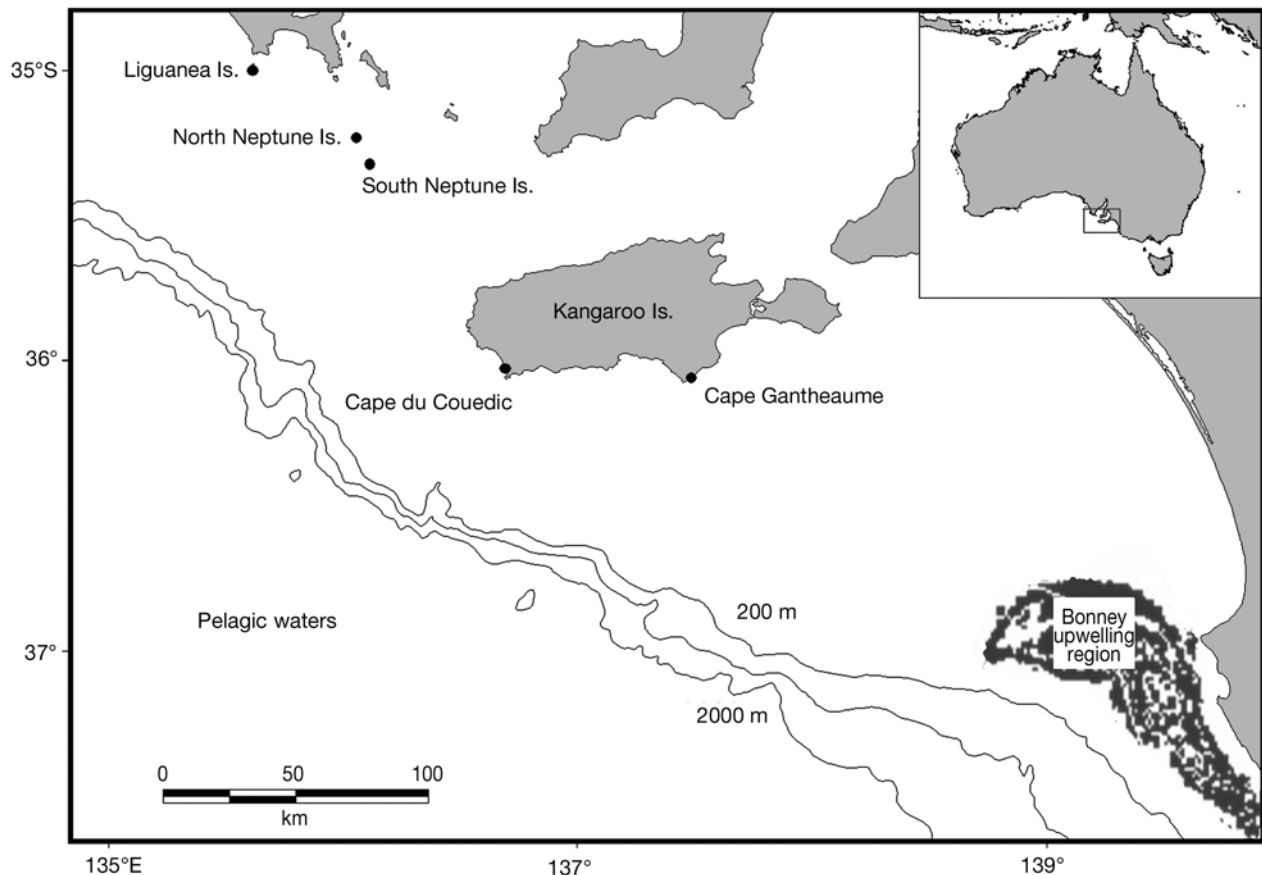 35°S
Liguanea Is.
North Neptune Is.
South Neptune Is.
Kangaroo Is.
36°
Cape du Couedic
Cape Gantheaume
Pelagic waters
200 m
Bonney
upwelling
region
37°
2000 m
0 50 100
km
135°E 137° 139°